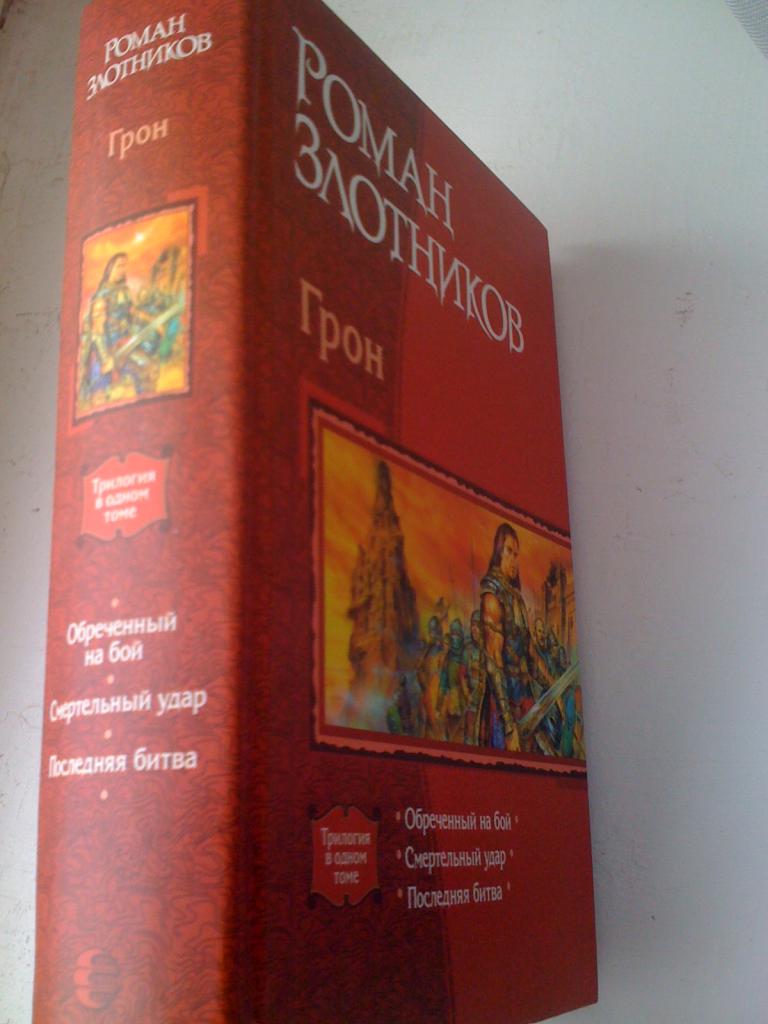 РОМАН
ЗЛОТНИКОВ
Грон
Трилогия
в одном
томе
Обреченный
на бой
Смертельный удар
Последняя битва
РОМАН
ЗЛОТНИКОВ
Грон
Трилогия
в одном
томе
• Обреченный на бой •
• Смертельный удар •
• Последняя битва •